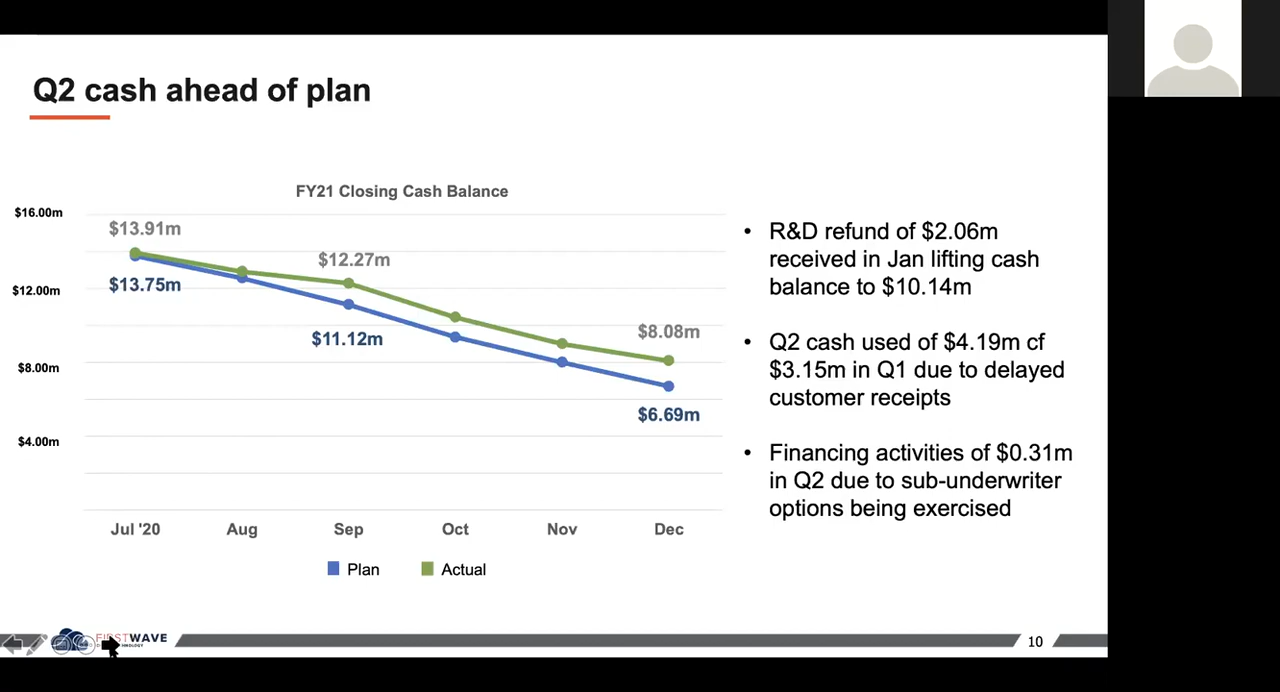 Q2 cash ahead of plan
FY21 Closing Cash Balance
$16.00m
$12.00m
$8.00m
$4.00m
$13.91m
$13.75m
$12.27m
$11.12m
$8.08m
$6.69m
Jul '20 Aug Sep Oct Nov Dec
Plan Actual
• R&D refund of $2.06m
received in Jan lifting cash
balance to $10.14m
• Q2 cash used of $4.19m cf
$3.15m in Q1 due to delayed
customer receipts
• Financing activities of $0.31m
in Q2 due to sub-underwriter
options being exercised
FIRSTWAVE
10